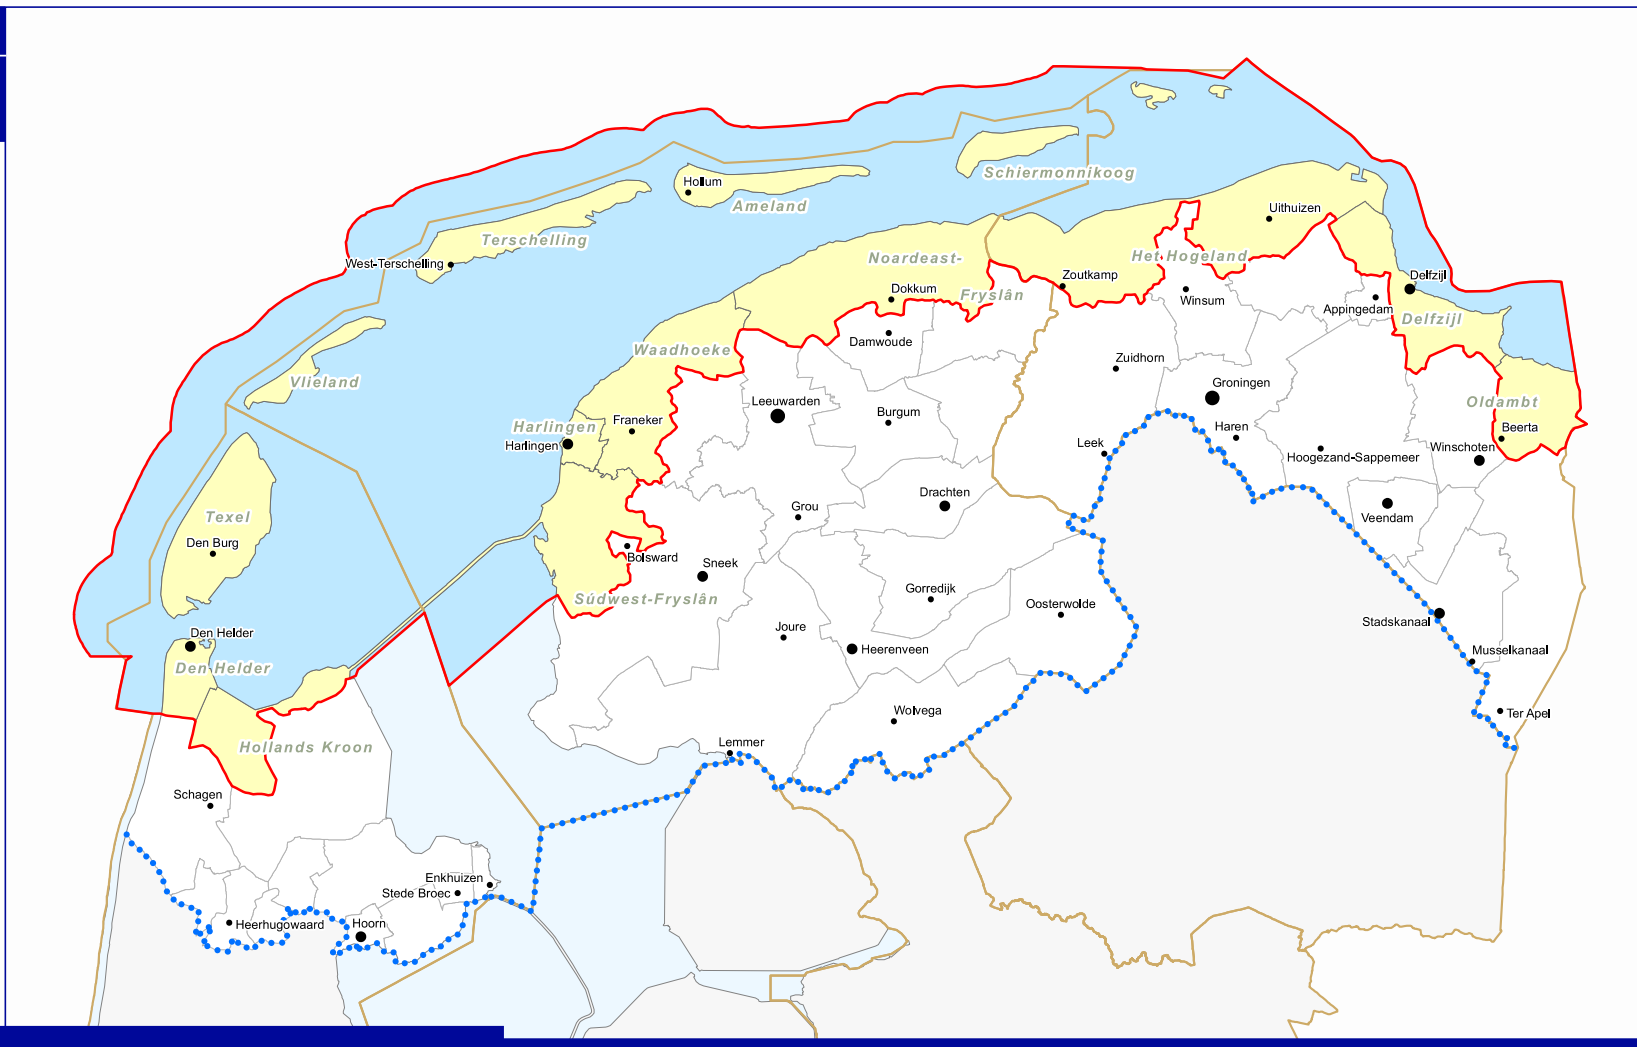 Hollum
Schiermonnikoog
Ameland
Uithuizen
Terschelling
West-Terschelling
Noardeast-
Het Hogeland
Zoutkamp
Delfzijl
Dokkum
Fryslân
Winsum
Appingedam
Delfzijl
Damwoude
Waadhoeke
Zuidhorn
Vlieland
Groningen
Leeuwarden
Oldambt
Burgum
Franeker
Harlingen
Beerta
Haren
Leek
Harlingen
Winschoten
Hoogezand-Sappemeer
Drachten
Grou
Texel
Veendam
Den Burg
Bolsward
Sneek
Gorredijk
Súdwest-Fryslân
Oosterwolde
Stadskanaal
Joure
Den Helder
Heerenveen
Musselkanaal
Den Helder
Wolvega
Ter Apel
Lemmer
Hollands Kroon
Schagen
Enkhuizen
Stede Broec
Heerhugowaard
Hoorn